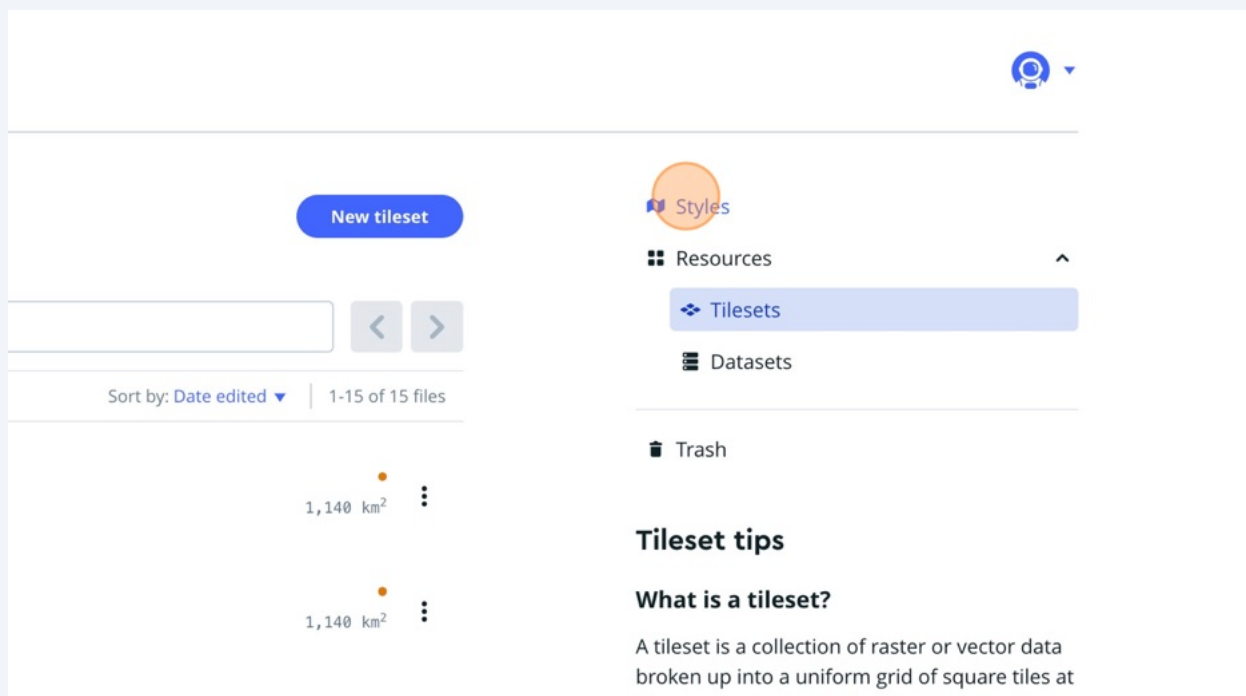 New tileset
Styles
Resources
Tilesets
Sort by: Date edited 1-15 of 15 files
Datasets
Trash
1,140 km²
1,140 km²
Tileset tips
What is a tileset?
A tileset is a collection of raster or vector data
broken up into a uniform grid of square tiles at